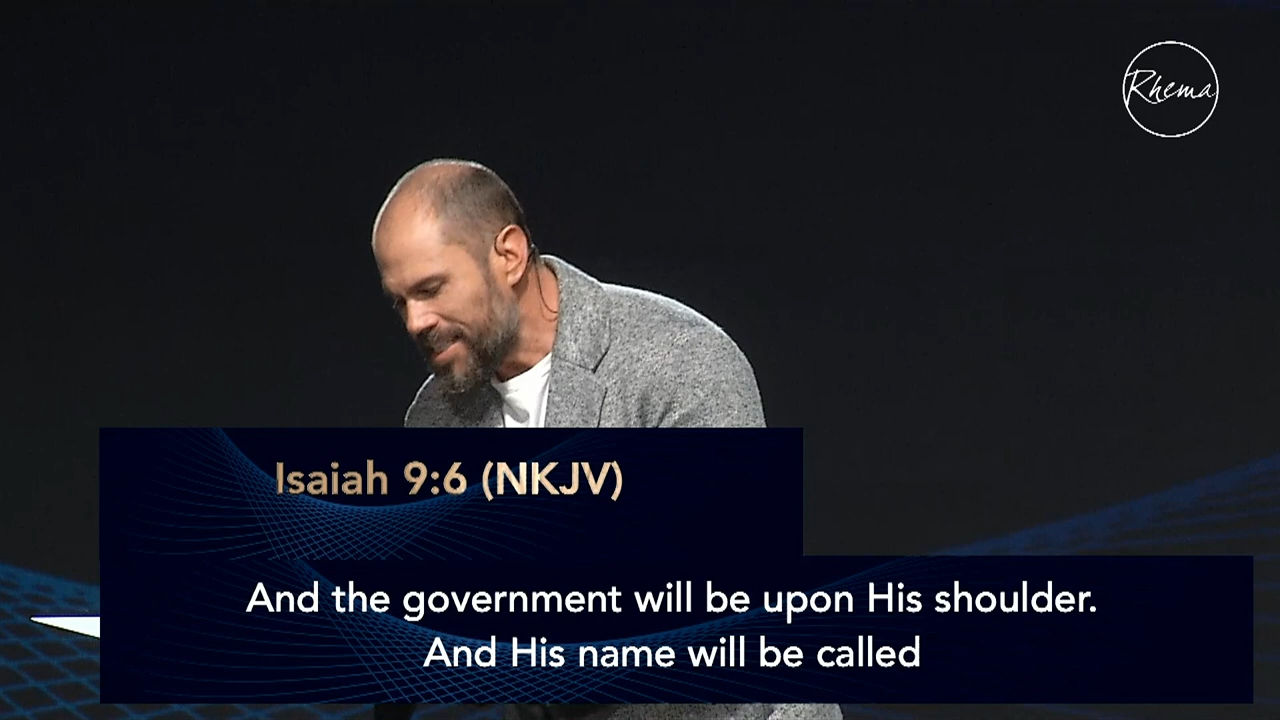 Rhema
Isaiah 9:6 (NKJV)
And the government will be upon His shoulder.
And His name will be called